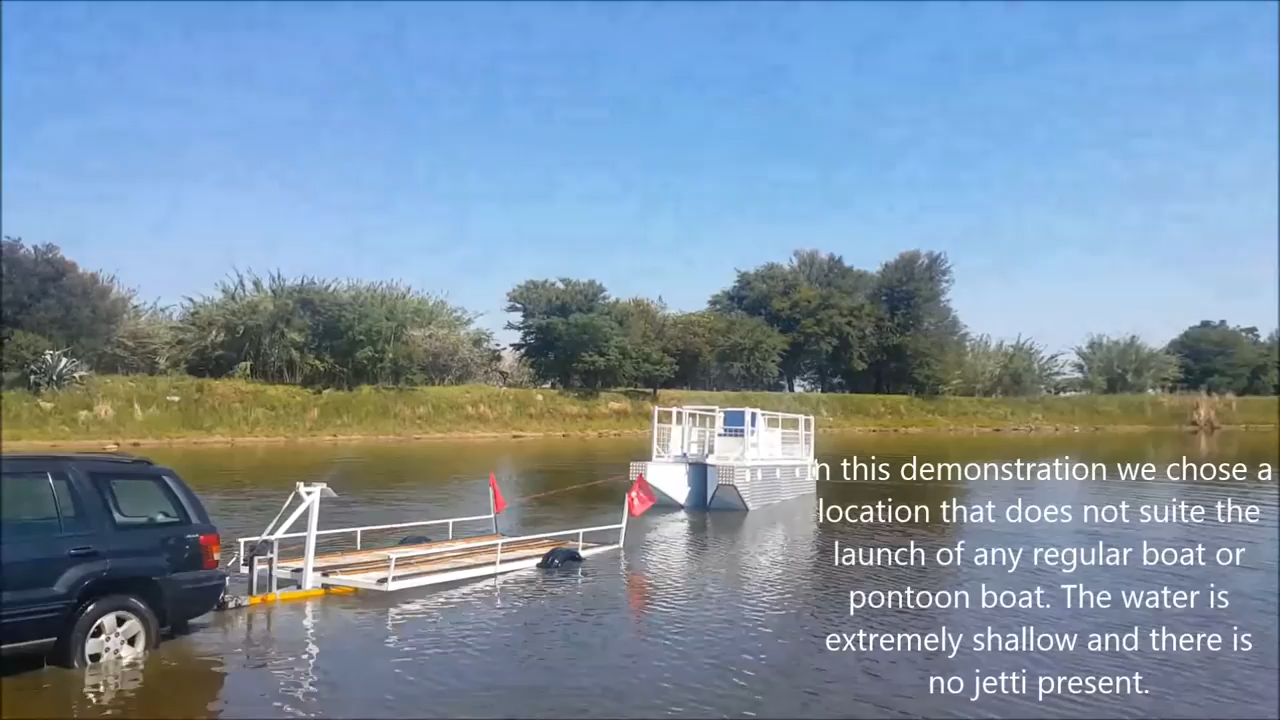 In this demonstration we chose a
location that does not suite the
launch of any regular boat or
pontoon boat. The water is
extremely shallow and there is
no jetti present.